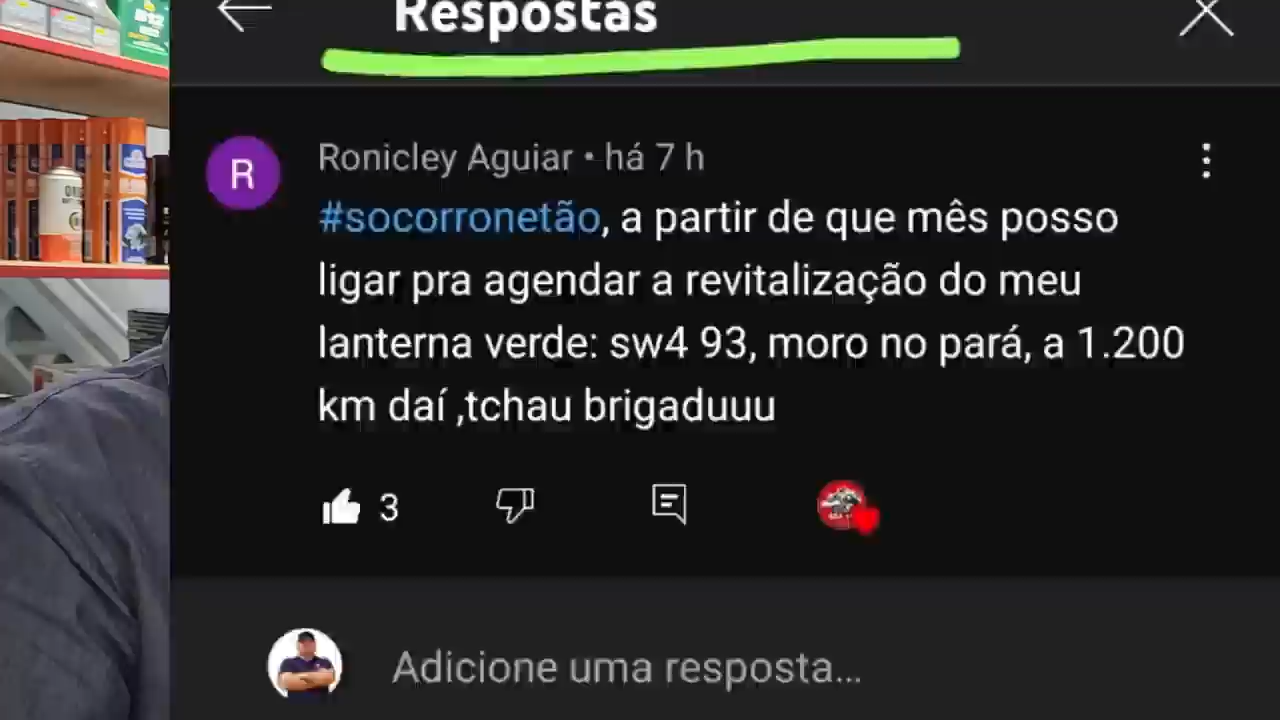 Respostas
R
Ronicley Aguiar • há 7 h
#socorronetão, a partir de que mês posso
ligar pra agendar a revitalização do meu
lanterna verde: sw4 93, moro no pará, a 1.200
km daí ,tchau brigaduuu
3
Adicione uma resposta...